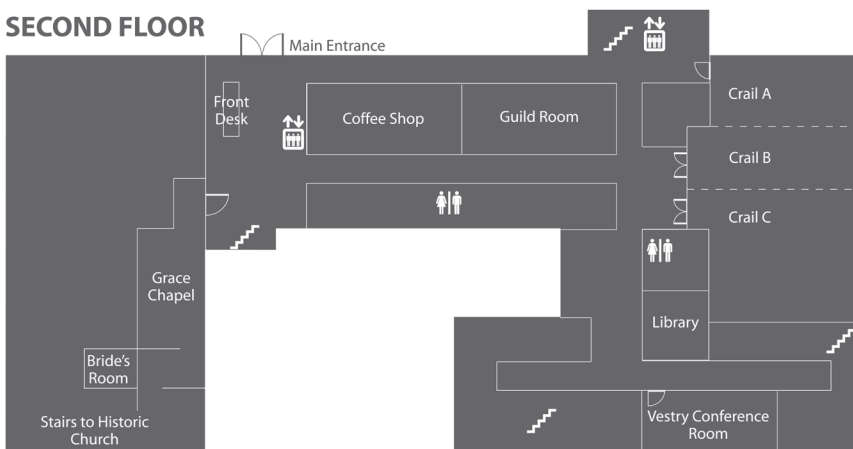 SECOND FLOOR
Main Entrance
Front
Desk
Coffee Shop
Guild Room
Crail A
Crail B
Crail C
Grace
Chapel
Library
Bride's
Room
Stairs to Historic
Church
Vestry Conference
Room